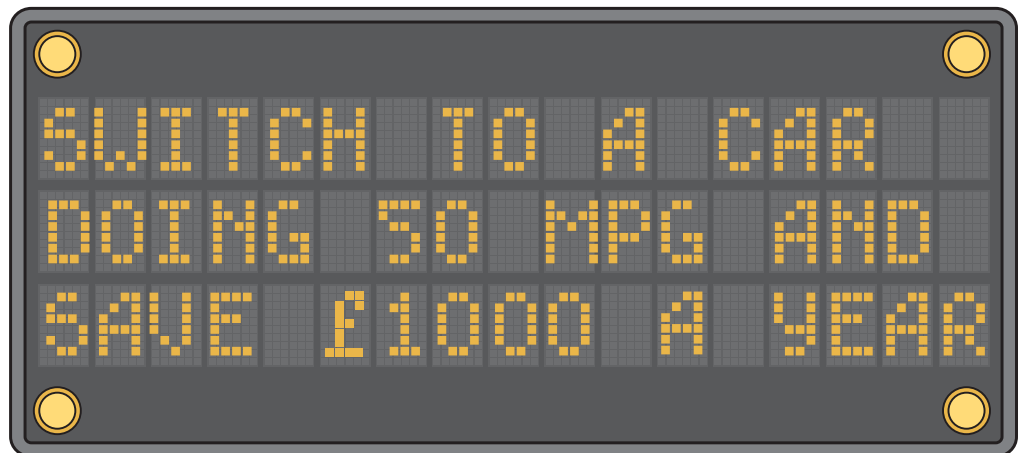 SWITCH TO A CAR
DOING 50 MPG AND
SAVE £1000 A YEAR